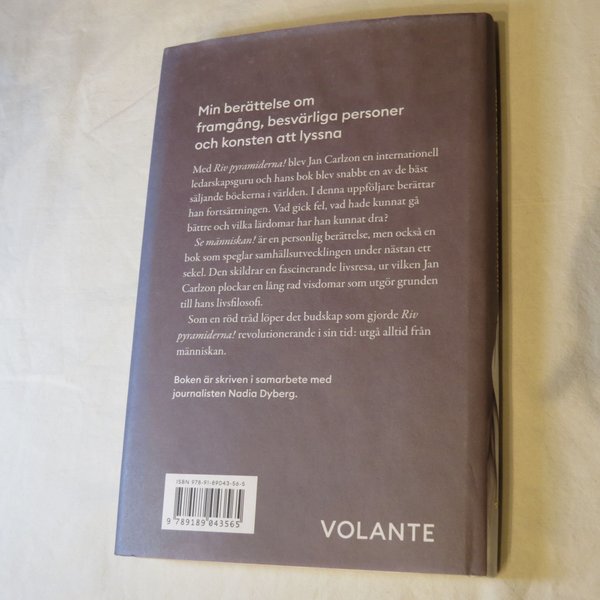 Min berättelse om
framgång, besvärliga personer
och konsten att lyssna
Med Riv pyramiderna! blev Jan Carlzon en internationell
ledarskapsguru och hans bok blev snabbt en av de bäst
säljande böckerna i världen. I denna uppföljare berättar
han fortsättningen. Vad gick fel, vad hade kunnat gå
bättre och vilka lärdomar har han kunnat dra?
Se människan! är en personlig berättelse, men också en
bok som speglar samhällsutvecklingen under nästan ett
sekel. Den skildrar en fascinerande livsresa, ur vilken Jan
Carlzon plockar en lång rad visdomar som utgör grunden
till hans livsfilosofi.
Som en röd tråd löper det budskap som gjorde Riv
pyramiderna! revolutionerande i sin tid: utgå alltid från
människan.
Boken är skriven i samarbete med
journalisten Nadia Dyberg.
ISBN 978-91-89043-56-5
9 789189 043565
VOLANTE